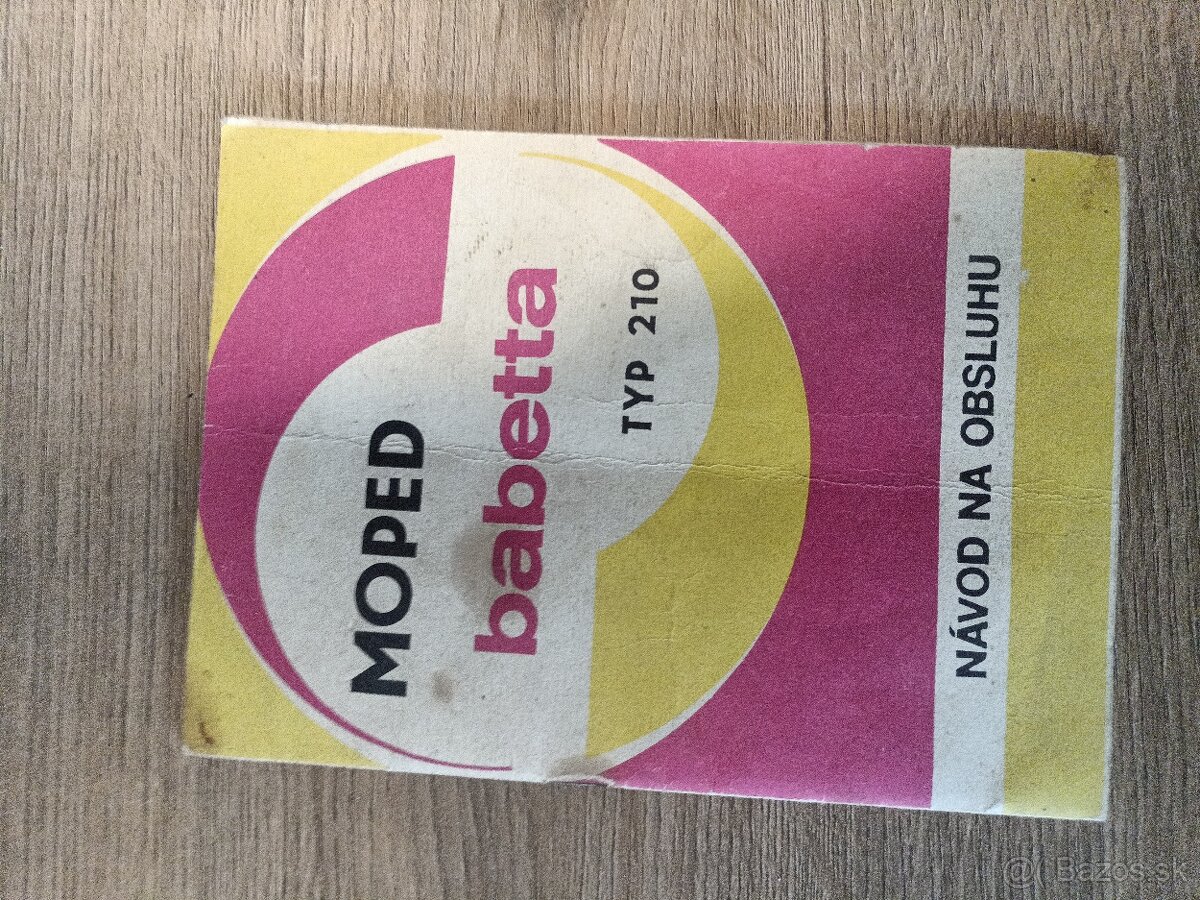 MOPED
babetta
TYP 210
NÁVOD NA OBSLUHU
@( Bazos.sk